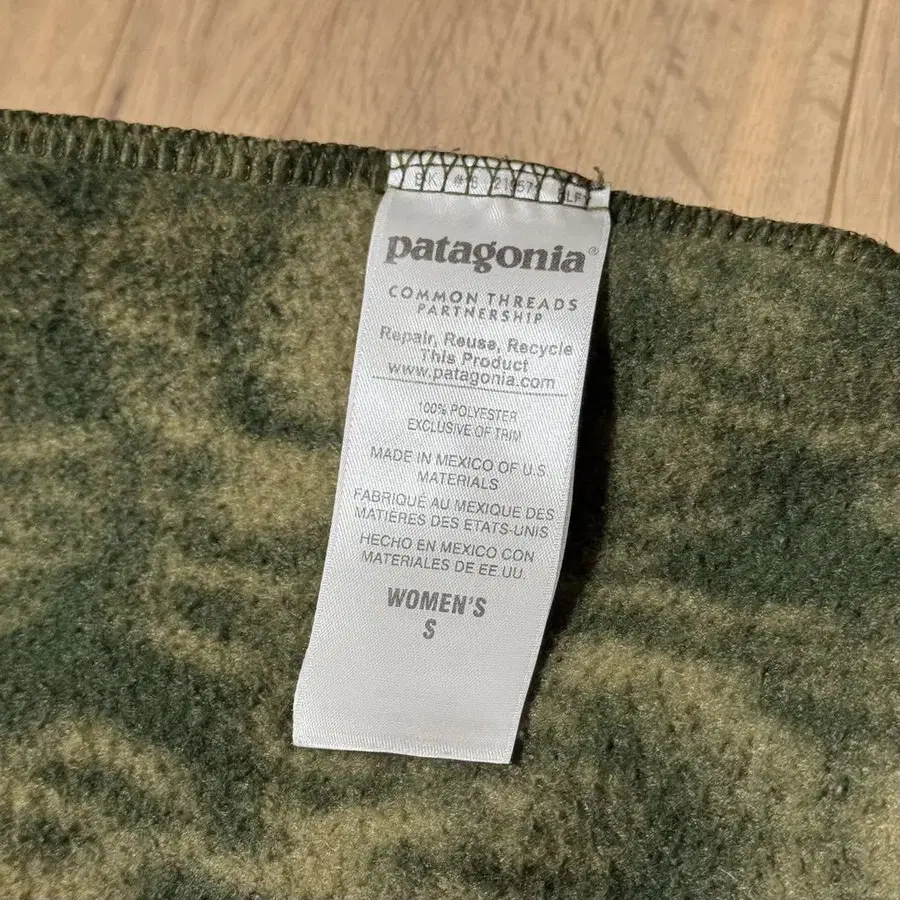 patagonia®
COMMON THREADS
PARTNERSHIP
Repair, Reuse, Recycle
This Product
www.patagonia.com
100% POLYESTER
EXCLUSIVE OF TRIM
MADE IN MEXICO OF U.S.
MATERIALS
FABRIQUÉ AU MEXIQUE DES
MATIÈRES DES ETATS-UNIS
HECHO EN MEXICO CON
MATERIALES DE EE.UU.
WOMEN'S
S